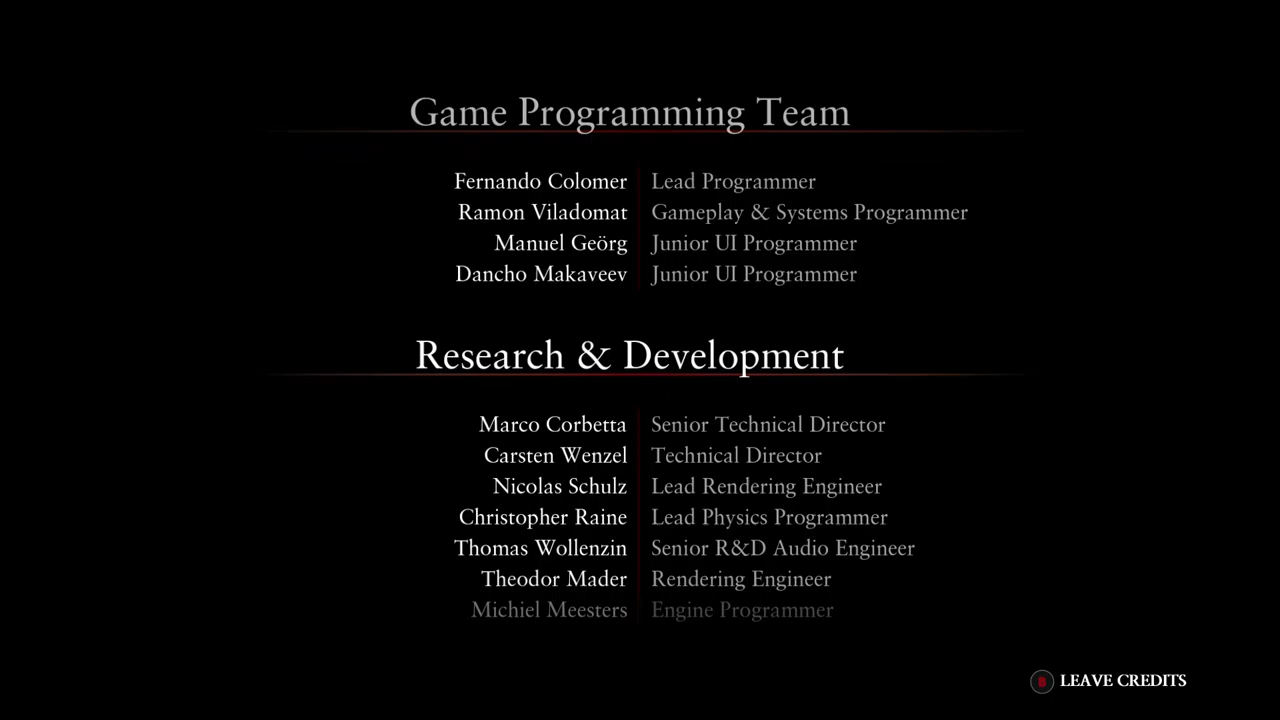 Game Programming Team
Fernando Colomer Lead Programmer
Ramon Viladomat Gameplay & Systems Programmer
Manuel Geörg Junior UI Programmer
Dancho Makaveev Junior UI Programmer
Research & Development
Marco Corbetta Senior Technical Director
Carsten Wenzel Technical Director
Nicolas Schulz Lead Rendering Engineer
Christopher Raine Lead Physics Programmer
Thomas Wollenzin Senior R&D Audio Engineer
Theodor Mader Rendering Engineer
Michiel Meesters Engine Programmer
B LEAVE CREDITS